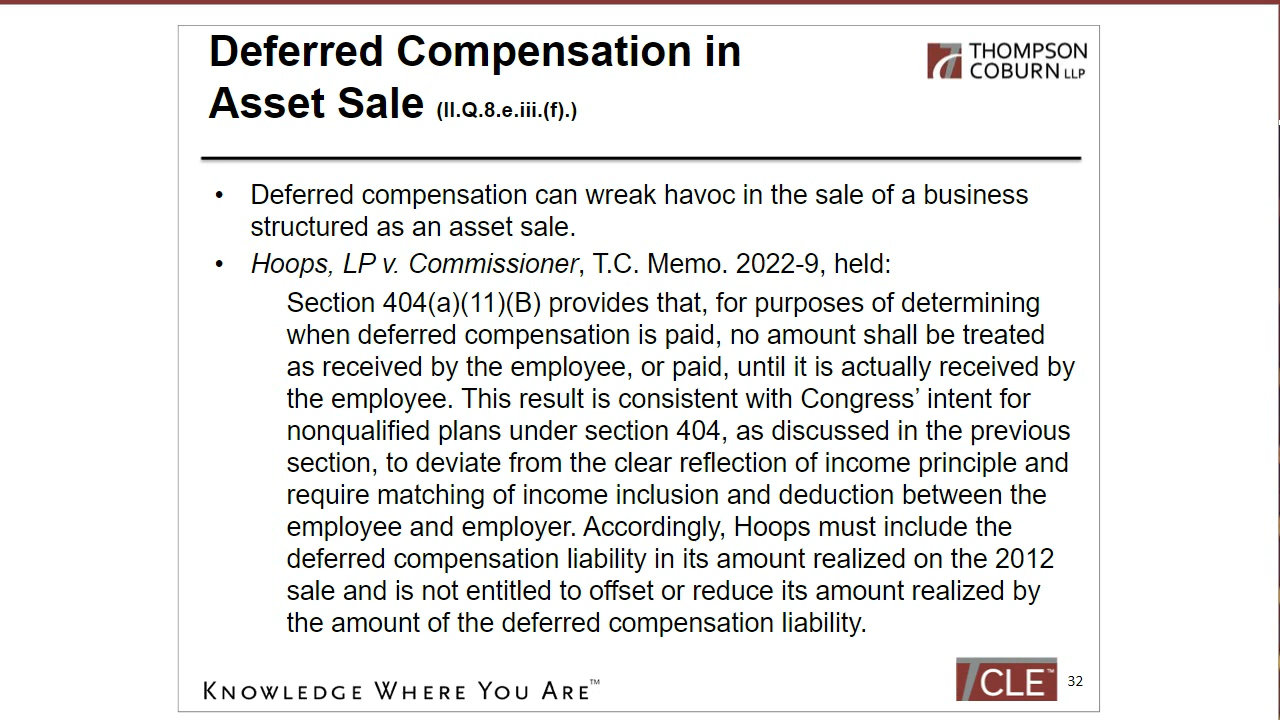 Deferred Compensation in
Asset Sale (II.Q.8.e.iii.(f).)
THOMPSON
COBURN LLP
• Deferred compensation can wreak havoc in the sale of a business
structured as an asset sale.
• Hoops, LP v. Commissioner, T.C. Memo. 2022-9, held:
Section 404(a)(11)(B) provides that, for purposes of determining
when deferred compensation is paid, no amount shall be treated
as received by the employee, or paid, until it is actually received by
the employee. This result is consistent with Congress’ intent for
nonqualified plans under section 404, as discussed in the previous
section, to deviate from the clear reflection of income principle and
require matching of income inclusion and deduction between the
employee and employer. Accordingly, Hoops must include the
deferred compensation liability in its amount realized on the 2012
sale and is not entitled to offset or reduce its amount realized by
the amount of the deferred compensation liability.
KNOWLEDGE WHERE YOU ARE™
CLE™
32